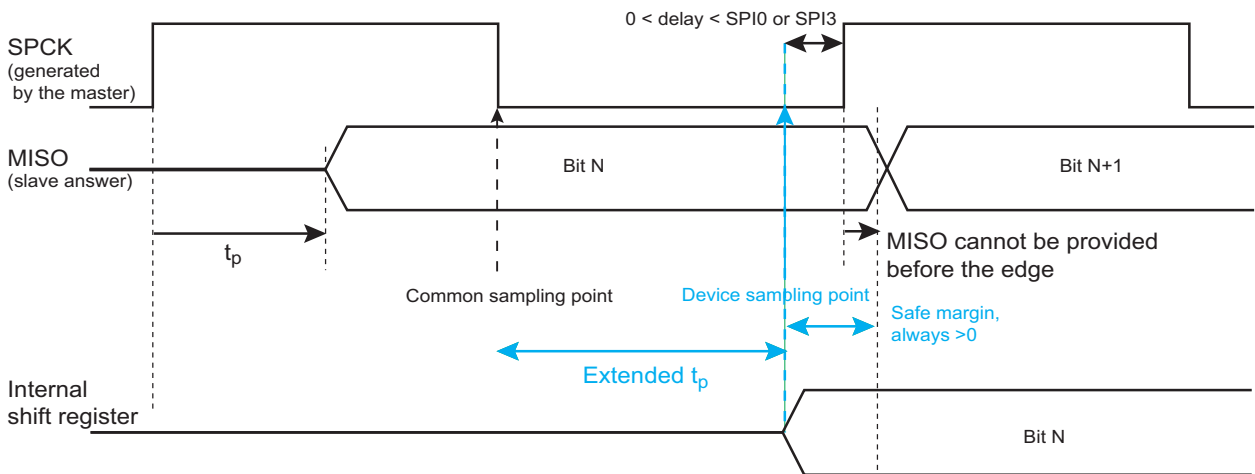 0 < delay < SPI0 or SPI3
SPCK
(generated
by the master)
MISO
(slave answer)
Bit N
Bit N+1
tp
MISO cannot be provided
before the edge
Common sampling point
Device sampling point
Safe margin,
always >0
Extended tp
Internal
shift register
Bit N